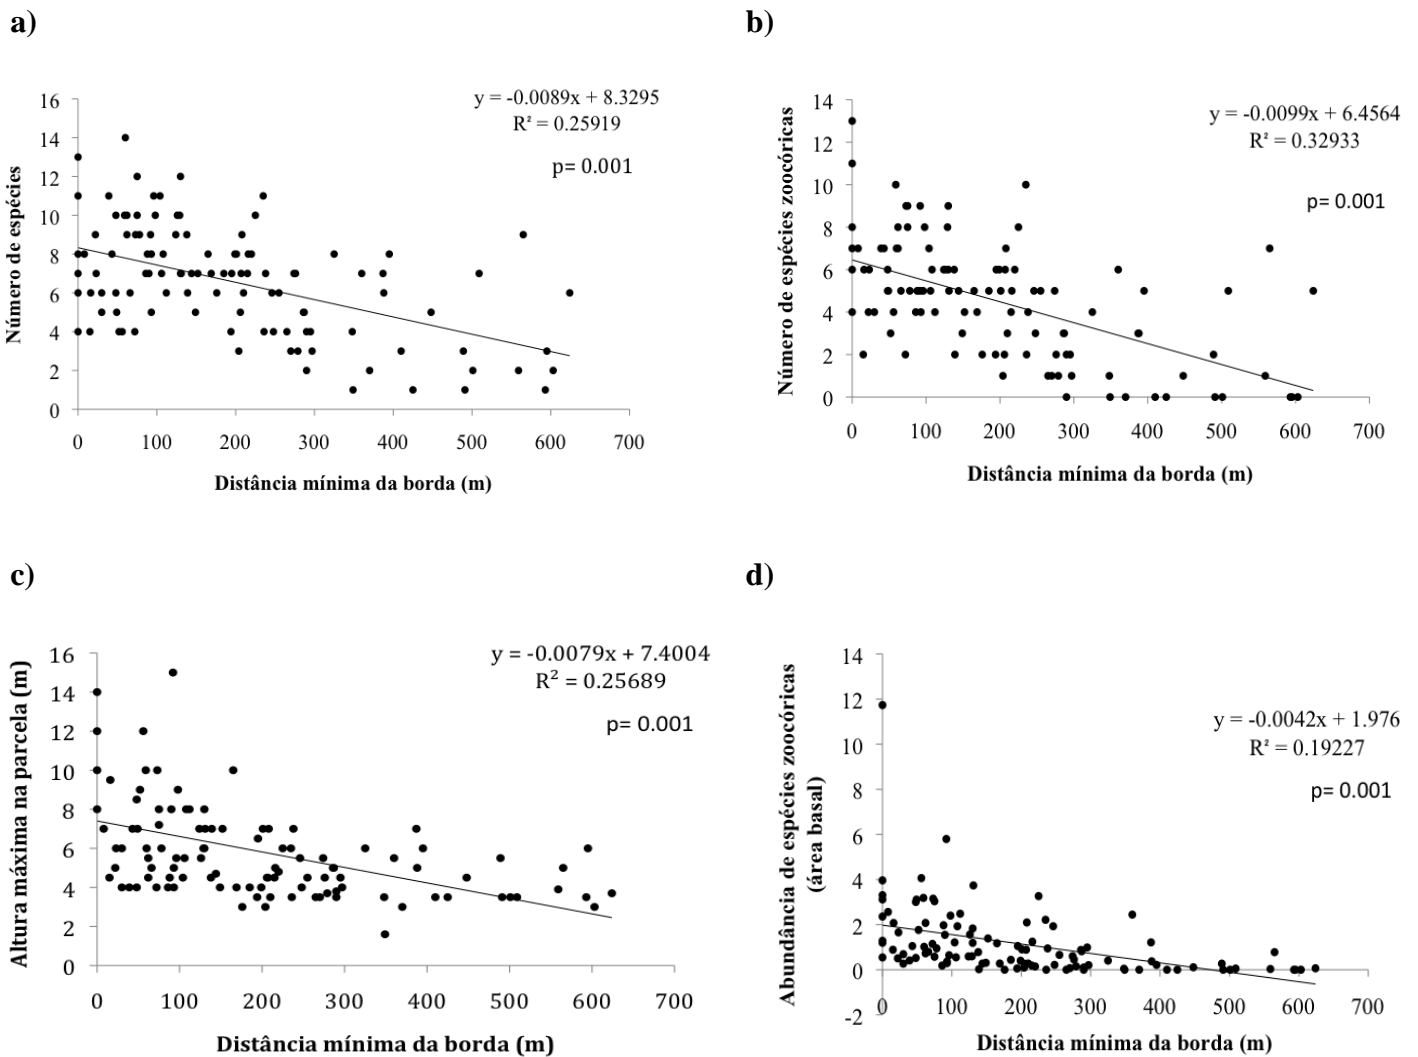 a)
y = -0.0089x + 8.3295
R² = 0.25919
p= 0.001
Número de espécies
16
14
12
10
8
6
4
2
0
0 100 200 300 400 500 600 700
Distância mínima da borda (m)
b)
y = -0.0099x + 6.4564
R² = 0.32933
p= 0.001
Número de espécies zoocóricas
14
12
10
8
6
4
2
0
0 100 200 300 400 500 600 700
Distância mínima da borda (m)
c)
y = -0.0079x + 7.4004
R² = 0.25689
p= 0.001
Altura máxima na parcela (m)
16
14
12
10
8
6
4
2
0
0 100 200 300 400 500 600 700
Distância mínima da borda (m)
d)
y = -0.0042x + 1.976
R² = 0.19227
p= 0.001
Abundância de espécies zoocóricas
(área basal)
14
12
10
8
6
4
2
0
-2
0 100 200 300 400 500 600 700
Distância mínima da borda (m)